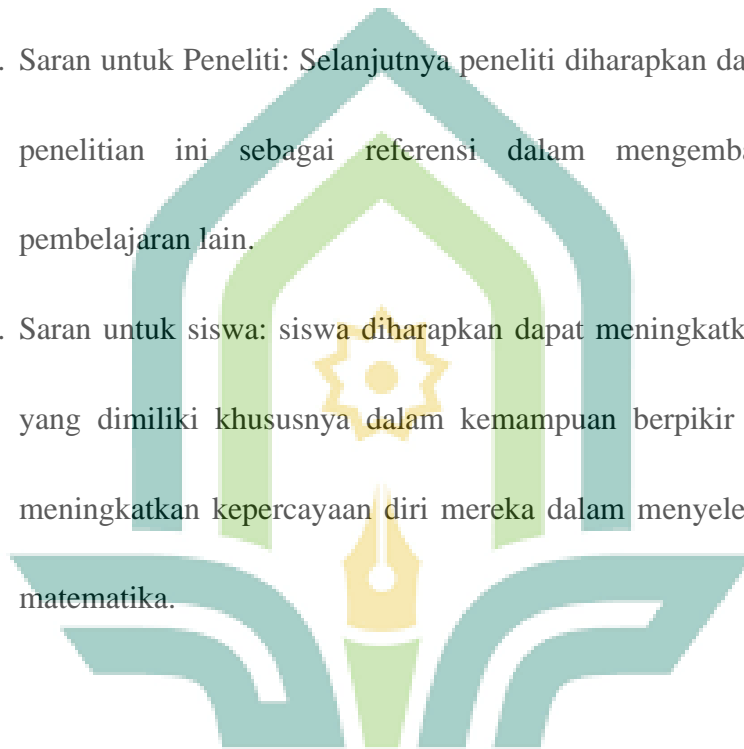 . Saran untuk Peneliti: Selanjutnya peneliti diharapkan da
penelitian ini sebagai referensi dalam mengemba
pembelajaran lain.
. Saran untuk siswa: siswa diharapkan dapat meningkatk
yang dimiliki khususnya dalam kemampuan berpikir
meningkatkan kepercayaan diri mereka dalam menyele
matematika.